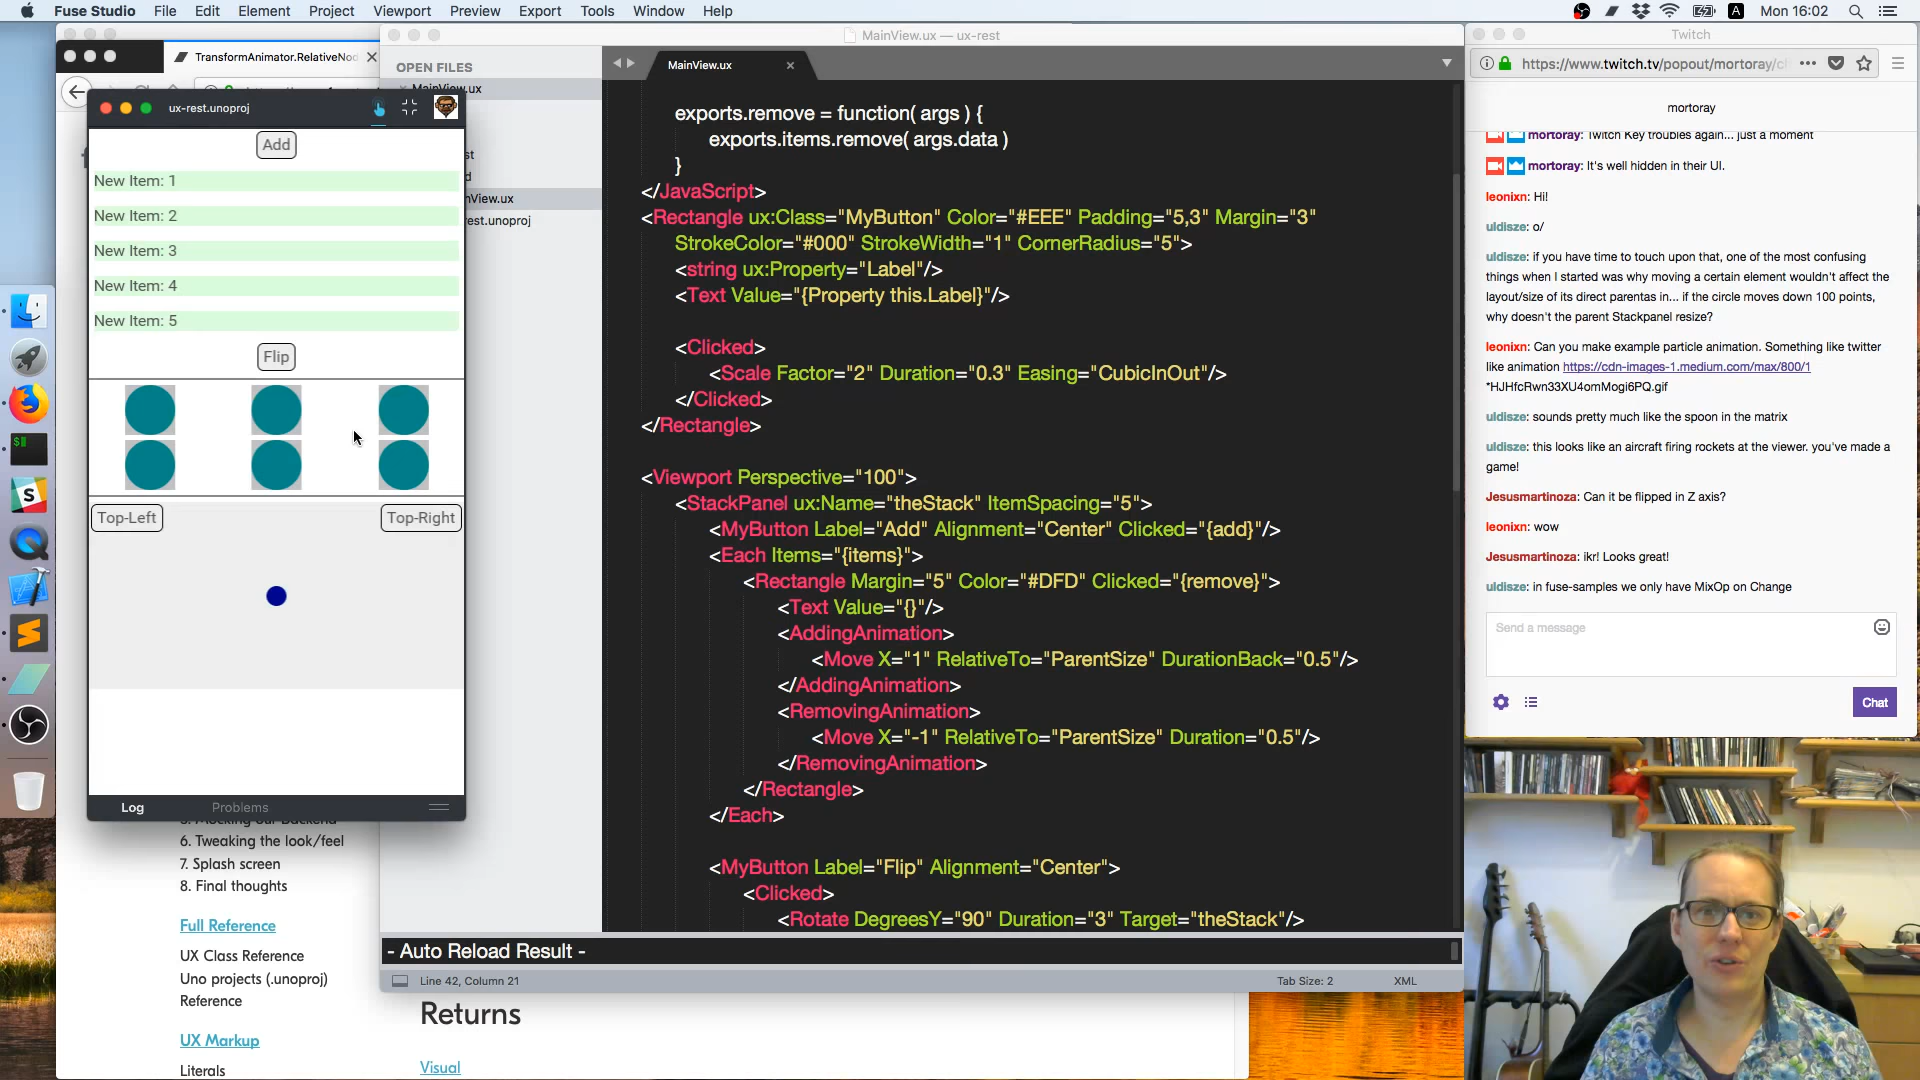 Fuse Studio File Edit Element Project Viewport Preview Export Tools Window Help
A Mon 16:02
TransformAnimator.RelativeNod
ux-rest.unoproj
Add
New Item: 1
New Item: 2
New Item: 3
New Item: 4
New Item: 5
Flip
Top-Left Top-Right
Log Problems
6. Tweaking the look/feel
7. Splash screen
8. Final thoughts
Full Reference
UX Class Reference
Uno projects (.unoproj)
Reference
UX Markup
Literals
MainView.ux — ux-rest
OPEN FILES
MainView.ux
st
d
nView.ux
rest.unoproj
MainView.ux
exports.remove = function( args ) {
exports.items.remove( args.data )
}
</JavaScript>
<Rectangle ux:Class="MyButton" Color="#EEE" Padding="5,3" Margin="3"
StrokeColor="#000" StrokeWidth="1" CornerRadius="5">
<string ux:Property="Label"/>
<Text Value="{Property this.Label}"/>
<Clicked>
<Scale Factor="2" Duration="0.3" Easing="CubicInOut"/>
</Clicked>
</Rectangle>
<Viewport Perspective="100">
<StackPanel ux:Name="theStack" ItemSpacing="5">
<MyButton Label="Add" Alignment="Center" Clicked="{add}"/>
<Each Items="{items}">
<Rectangle Margin="5" Color="#DFD" Clicked="{remove}">
<Text Value="{}"/>
<AddingAnimation>
<Move X="1" RelativeTo="ParentSize" DurationBack="0.5"/>
</AddingAnimation>
<RemovingAnimation>
<Move X="-1" RelativeTo="ParentSize" Duration="0.5"/>
</RemovingAnimation>
</Rectangle>
</Each>
<MyButton Label="Flip" Alignment="Center">
<Clicked>
<Rotate DegreesY="90" Duration="3" Target="theStack"/>
- Auto Reload Result -
Line 42, Column 21 Tab Size: 2 XML
Returns
Visual
Twitch
https://www.twitch.tv/popout/mortoray/ch
mortoray
mortoray: Twitch Key troubles again... just a moment
mortoray: It's well hidden in their UI.
leonixn: Hi!
uldisze: o/
uldisze: if you have time to touch upon that, one of the most confusing
things when I started was why moving a certain element wouldn't affect the
layout/size of its direct parentas in... if the circle moves down 100 points,
why doesn't the parent Stackpanel resize?
leonixn: Can you make example particle animation. Something like twitter
like animation https://cdn-images-1.medium.com/max/800/1
*HJHfcRwn33XU4omMogi6PQ.gif
uldisze: sounds pretty much like the spoon in the matrix
uldisze: this looks like an aircraft firing rockets at the viewer. you've made a
game!
Jesusmartinoza: Can it be flipped in Z axis?
leonixn: wow
Jesusmartinoza: ikr! Looks great!
uldisze: in fuse-samples we only have MixOp on Change
Send a message
Chat